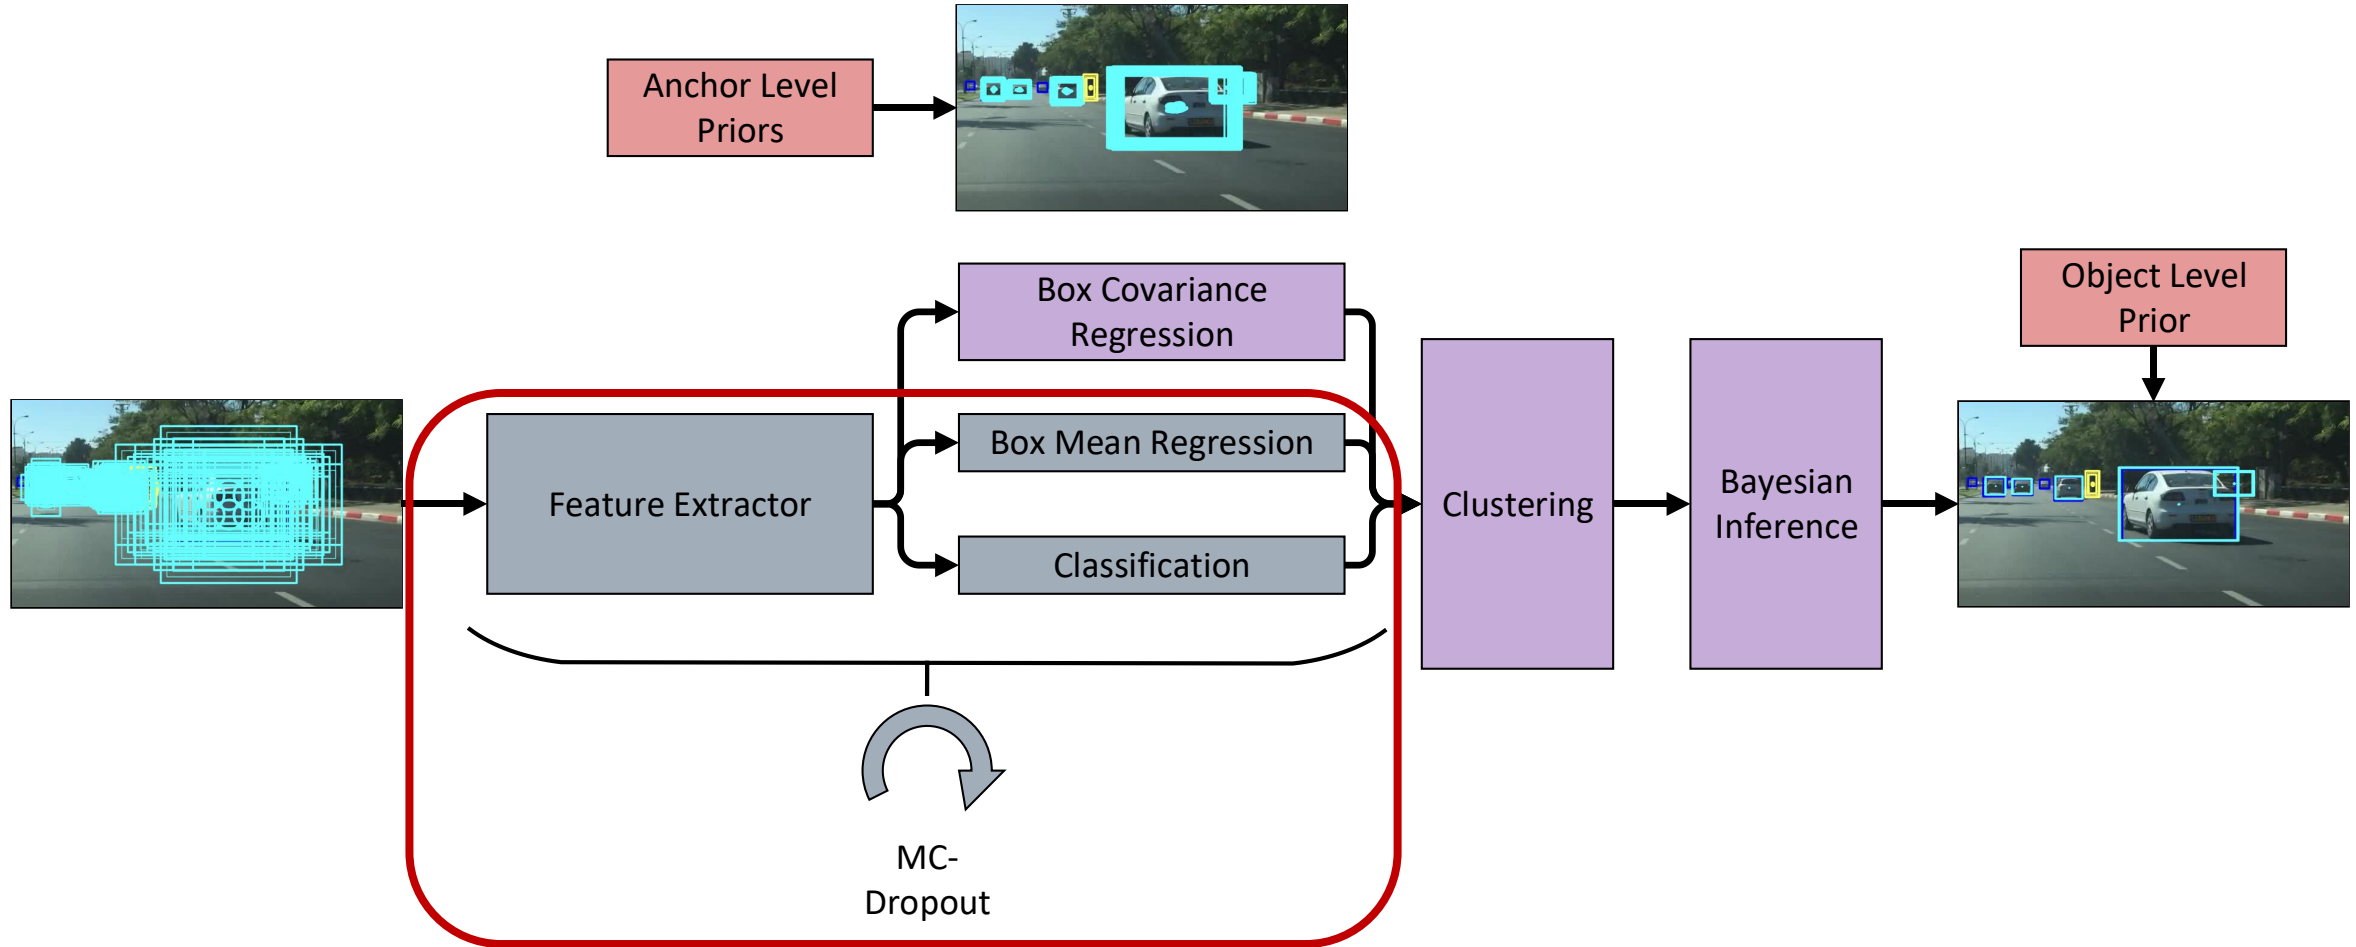 Anchor Level
Priors
Box Covariance
Regression
Object Level
Prior
Feature Extractor
Box Mean Regression
Classification
Clustering
Bayesian
Inference
MC-
Dropout